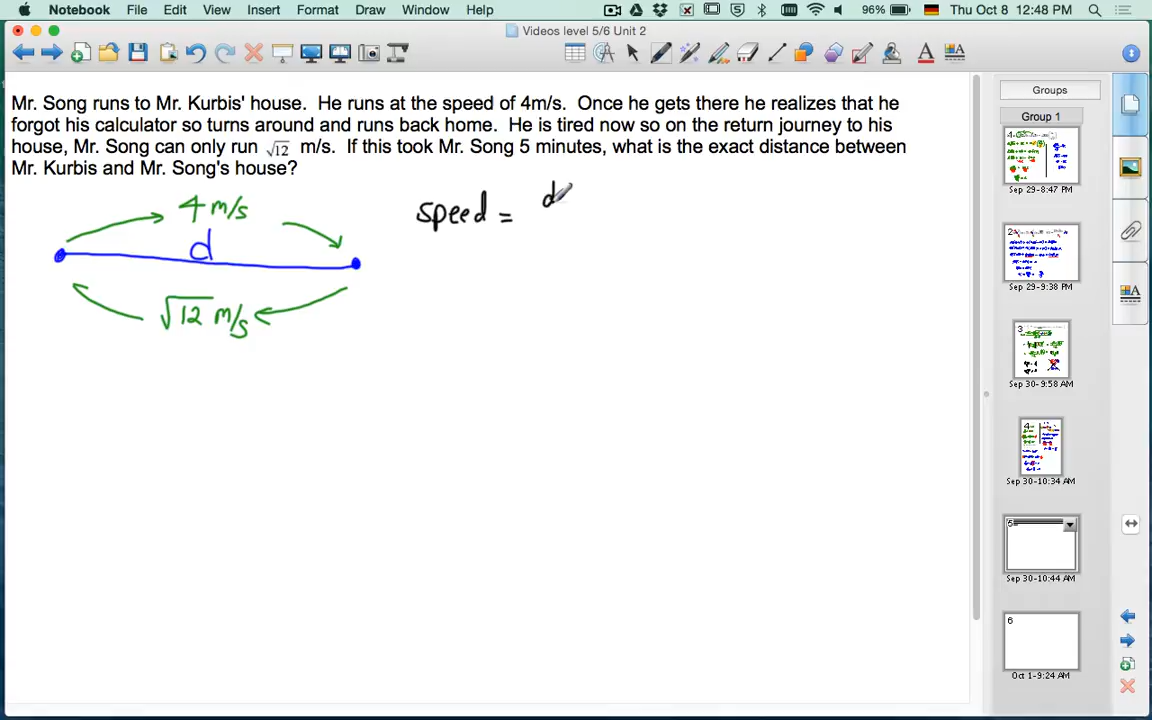 Notebook File Edit View Insert Format Draw Window Help 96% Thu Oct 8 12:48 PM
Videos level 5/6 Unit 2
Mr. Song runs to Mr. Kurbis' house. He runs at the speed of 4m/s. Once he gets there he realizes that he
forgot his calculator so turns around and runs back home. He is tired now so on the return journey to his
house, Mr. Song can only run √12 m/s. If this took Mr. Song 5 minutes, what is the exact distance between
Mr. Kurbis and Mr. Song's house?
4 m/s
d
√12 m/s
speed = d
Groups
Group 1
Sep 29-8:47 PM
2
Sep 29-9:38 PM
3
Sep 30-9:58 AM
4
Sep 30-10:34 AM
5
Sep 30-10:44 AM
6
Oct 1-9:24 AM